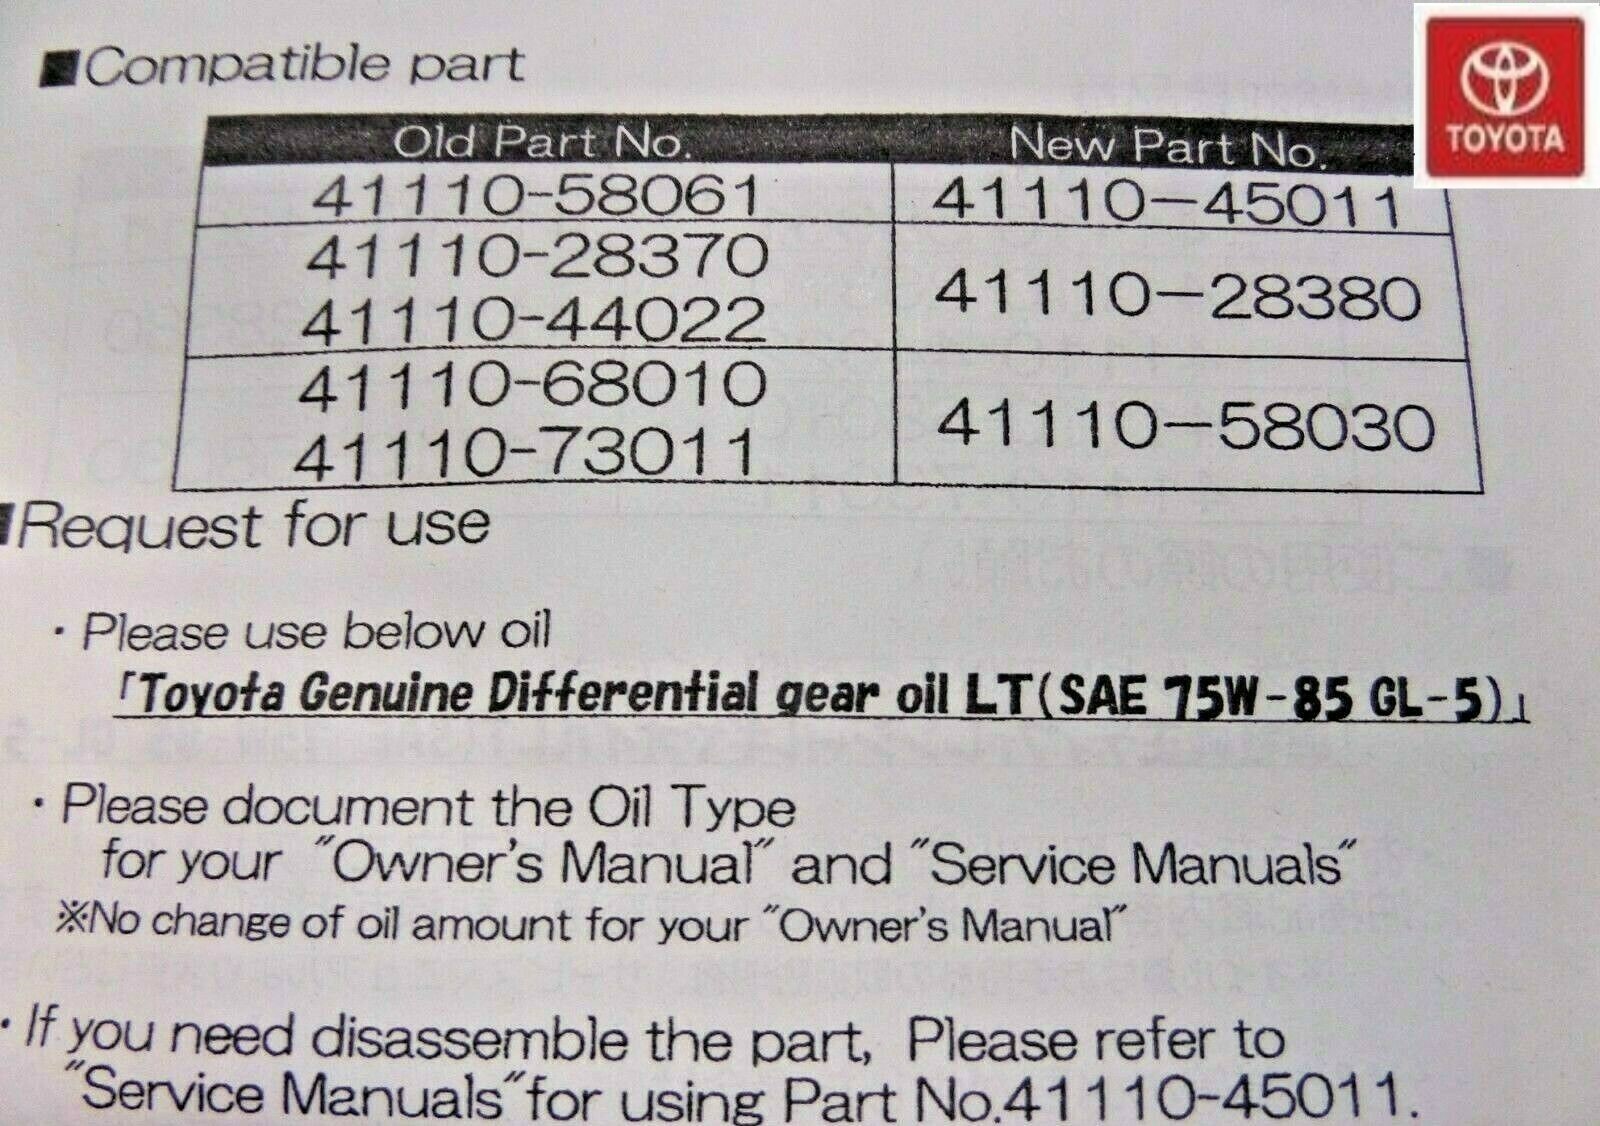 ■Compatible part
TOYOTA
Old Part No. New Part No.
41110-58061 41110-45011
41110-28370
41110-44022 41110-28380
41110-68010
41110-73011 41110-58030
■Request for use
・Please use below oil
「Toyota Genuine Differential gear oil LT(SAE 75W-85 GL-5)」
・Please document the Oil Type
for your "Owner's Manual" and "Service Manuals"
※No change of oil amount for your "Owner's Manual"
・If you need disassemble the part, Please refer to
"Service Manuals"for using Part No.41110-45011.